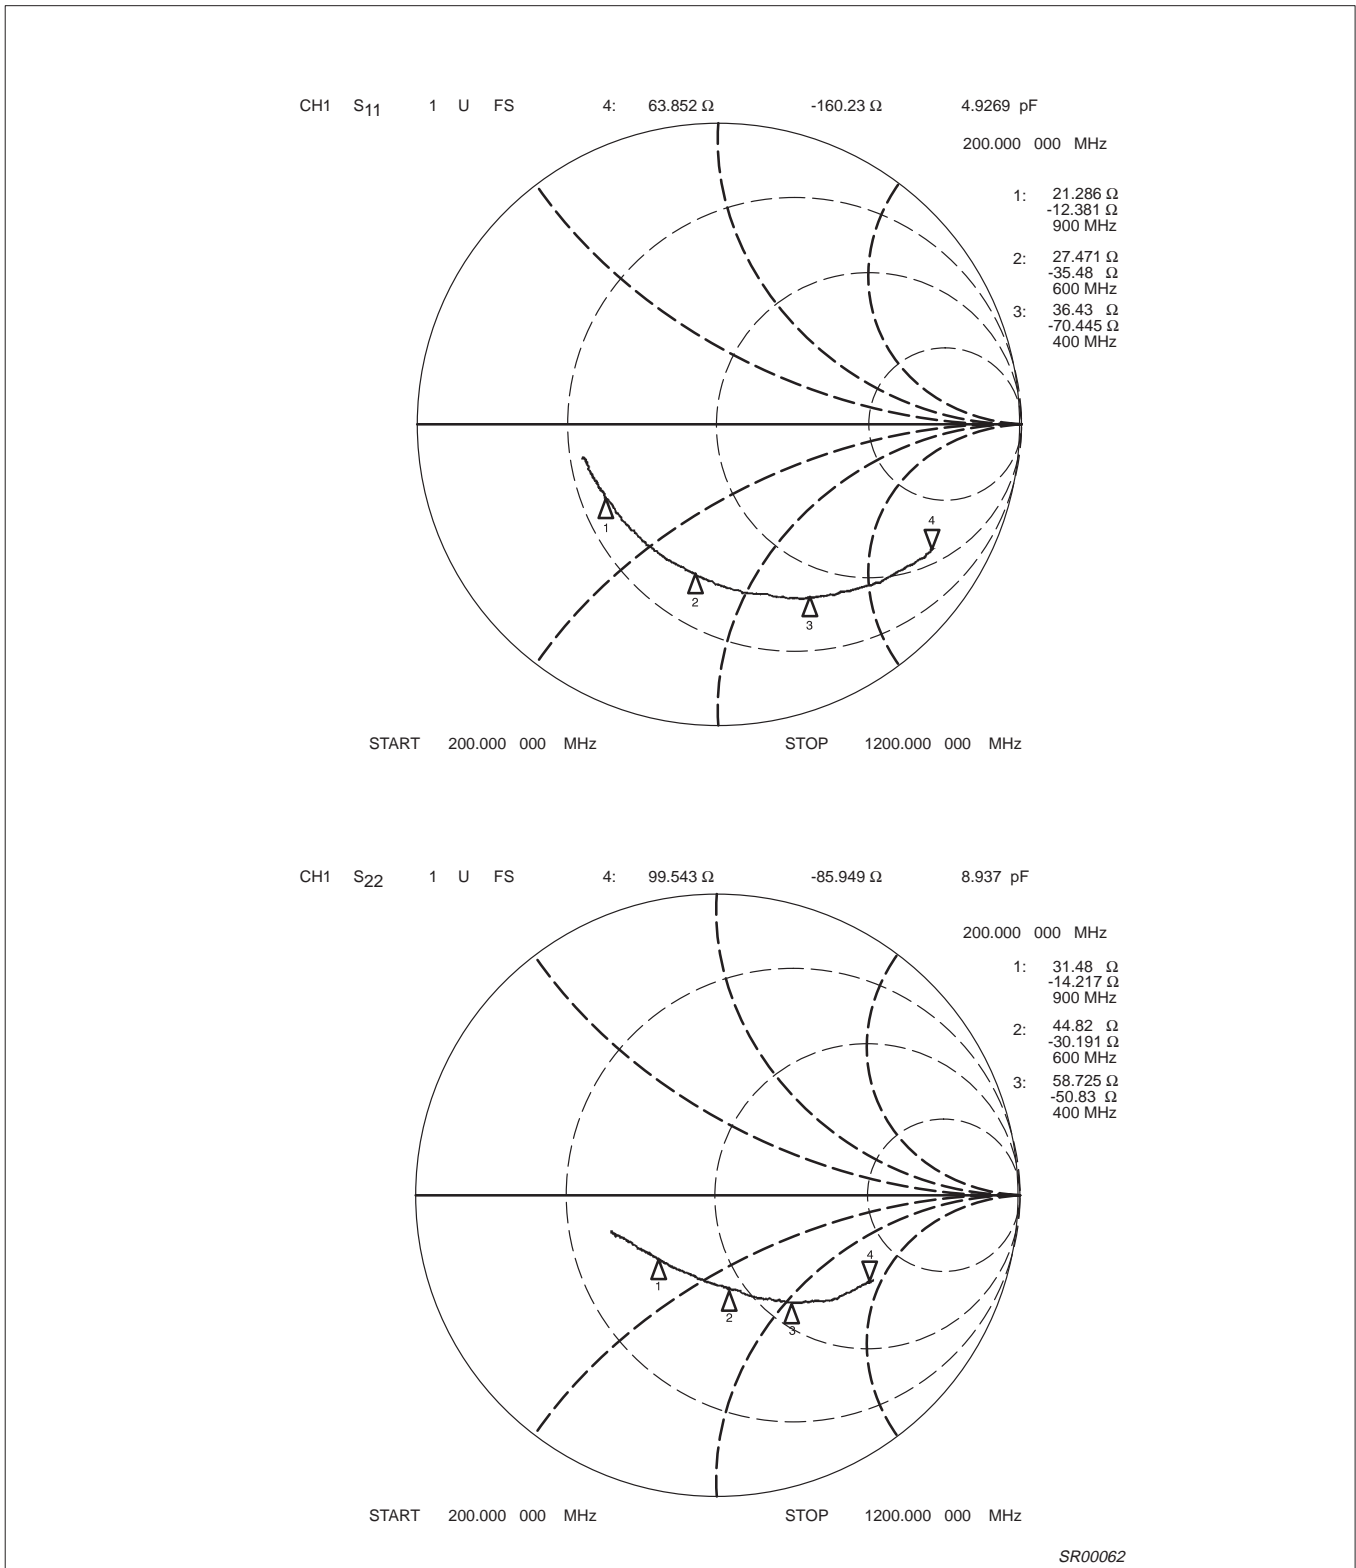 CH1 S11 1 U FS 4: 63.852 Ω -160.23 Ω 4.9269 pF
200.000 000 MHz
1: 21.286 Ω
-12.381 Ω
900 MHz
2: 27.471 Ω
-35.48 Ω
600 MHz
3: 36.43 Ω
-70.445 Ω
400 MHz
4
1
2
3
START 200.000 000 MHz STOP 1200.000 000 MHz
CH1 S22 1 U FS 4: 99.543 Ω -85.949 Ω 8.937 pF
200.000 000 MHz
1: 31.48 Ω
-14.217 Ω
900 MHz
2: 44.82 Ω
-30.191 Ω
600 MHz
3: 58.725 Ω
-50.83 Ω
400 MHz
4
1
2
3
START 200.000 000 MHz STOP 1200.000 000 MHz
SR00062